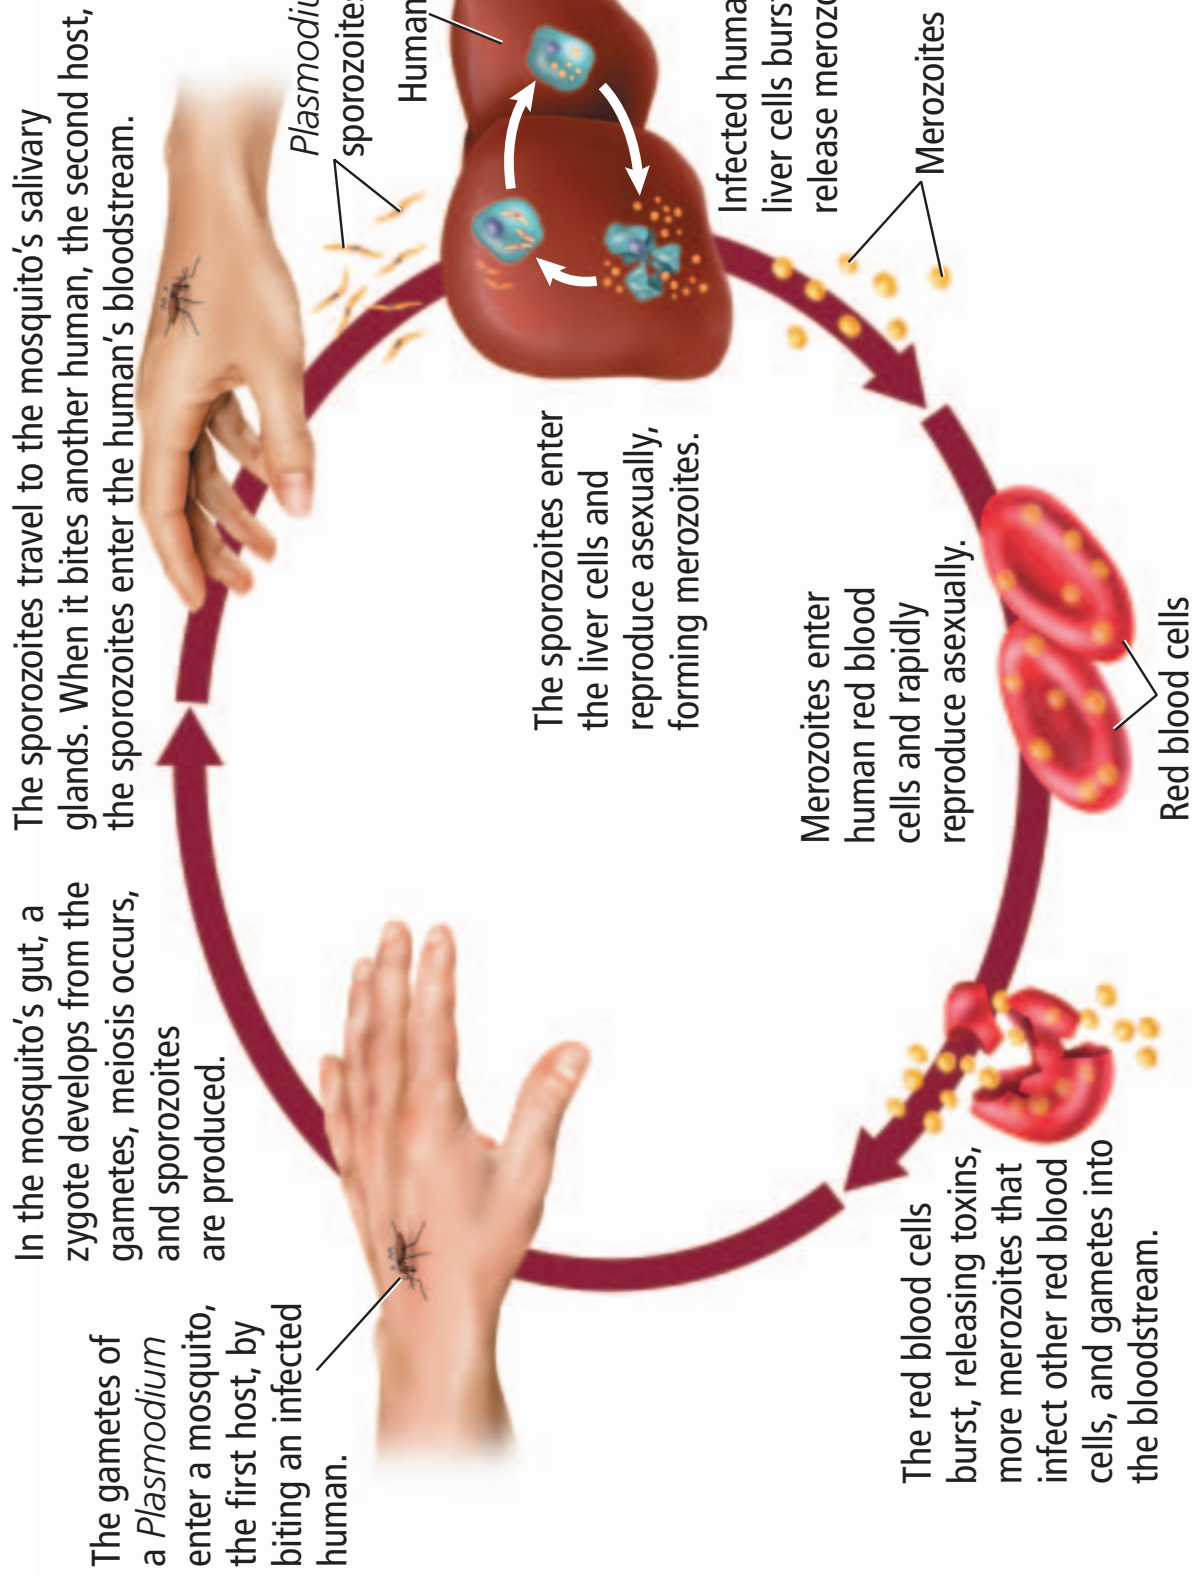 The gametes of
a Plasmodium
enter a mosquito,
the first host, by
biting an infected
human.
In the mosquito's gut, a
zygote develops from the
gametes, meiosis occurs,
and sporozoites
are produced.
The sporozoites travel to the mosquito's salivary
glands. When it bites another human, the second host,
the sporozoites enter the human's bloodstream.
Plasmodiu
sporozoites
Human
The sporozoites enter
the liver cells and
reproduce asexually,
forming merozoites.
Infected huma
liver cells burst
release merozo
Merozoites
Merozoites enter
human red blood
cells and rapidly
reproduce asexually.
Red blood cells
The red blood cells
burst, releasing toxins,
more merozoites that
infect other red blood
cells, and gametes into
the bloodstream.